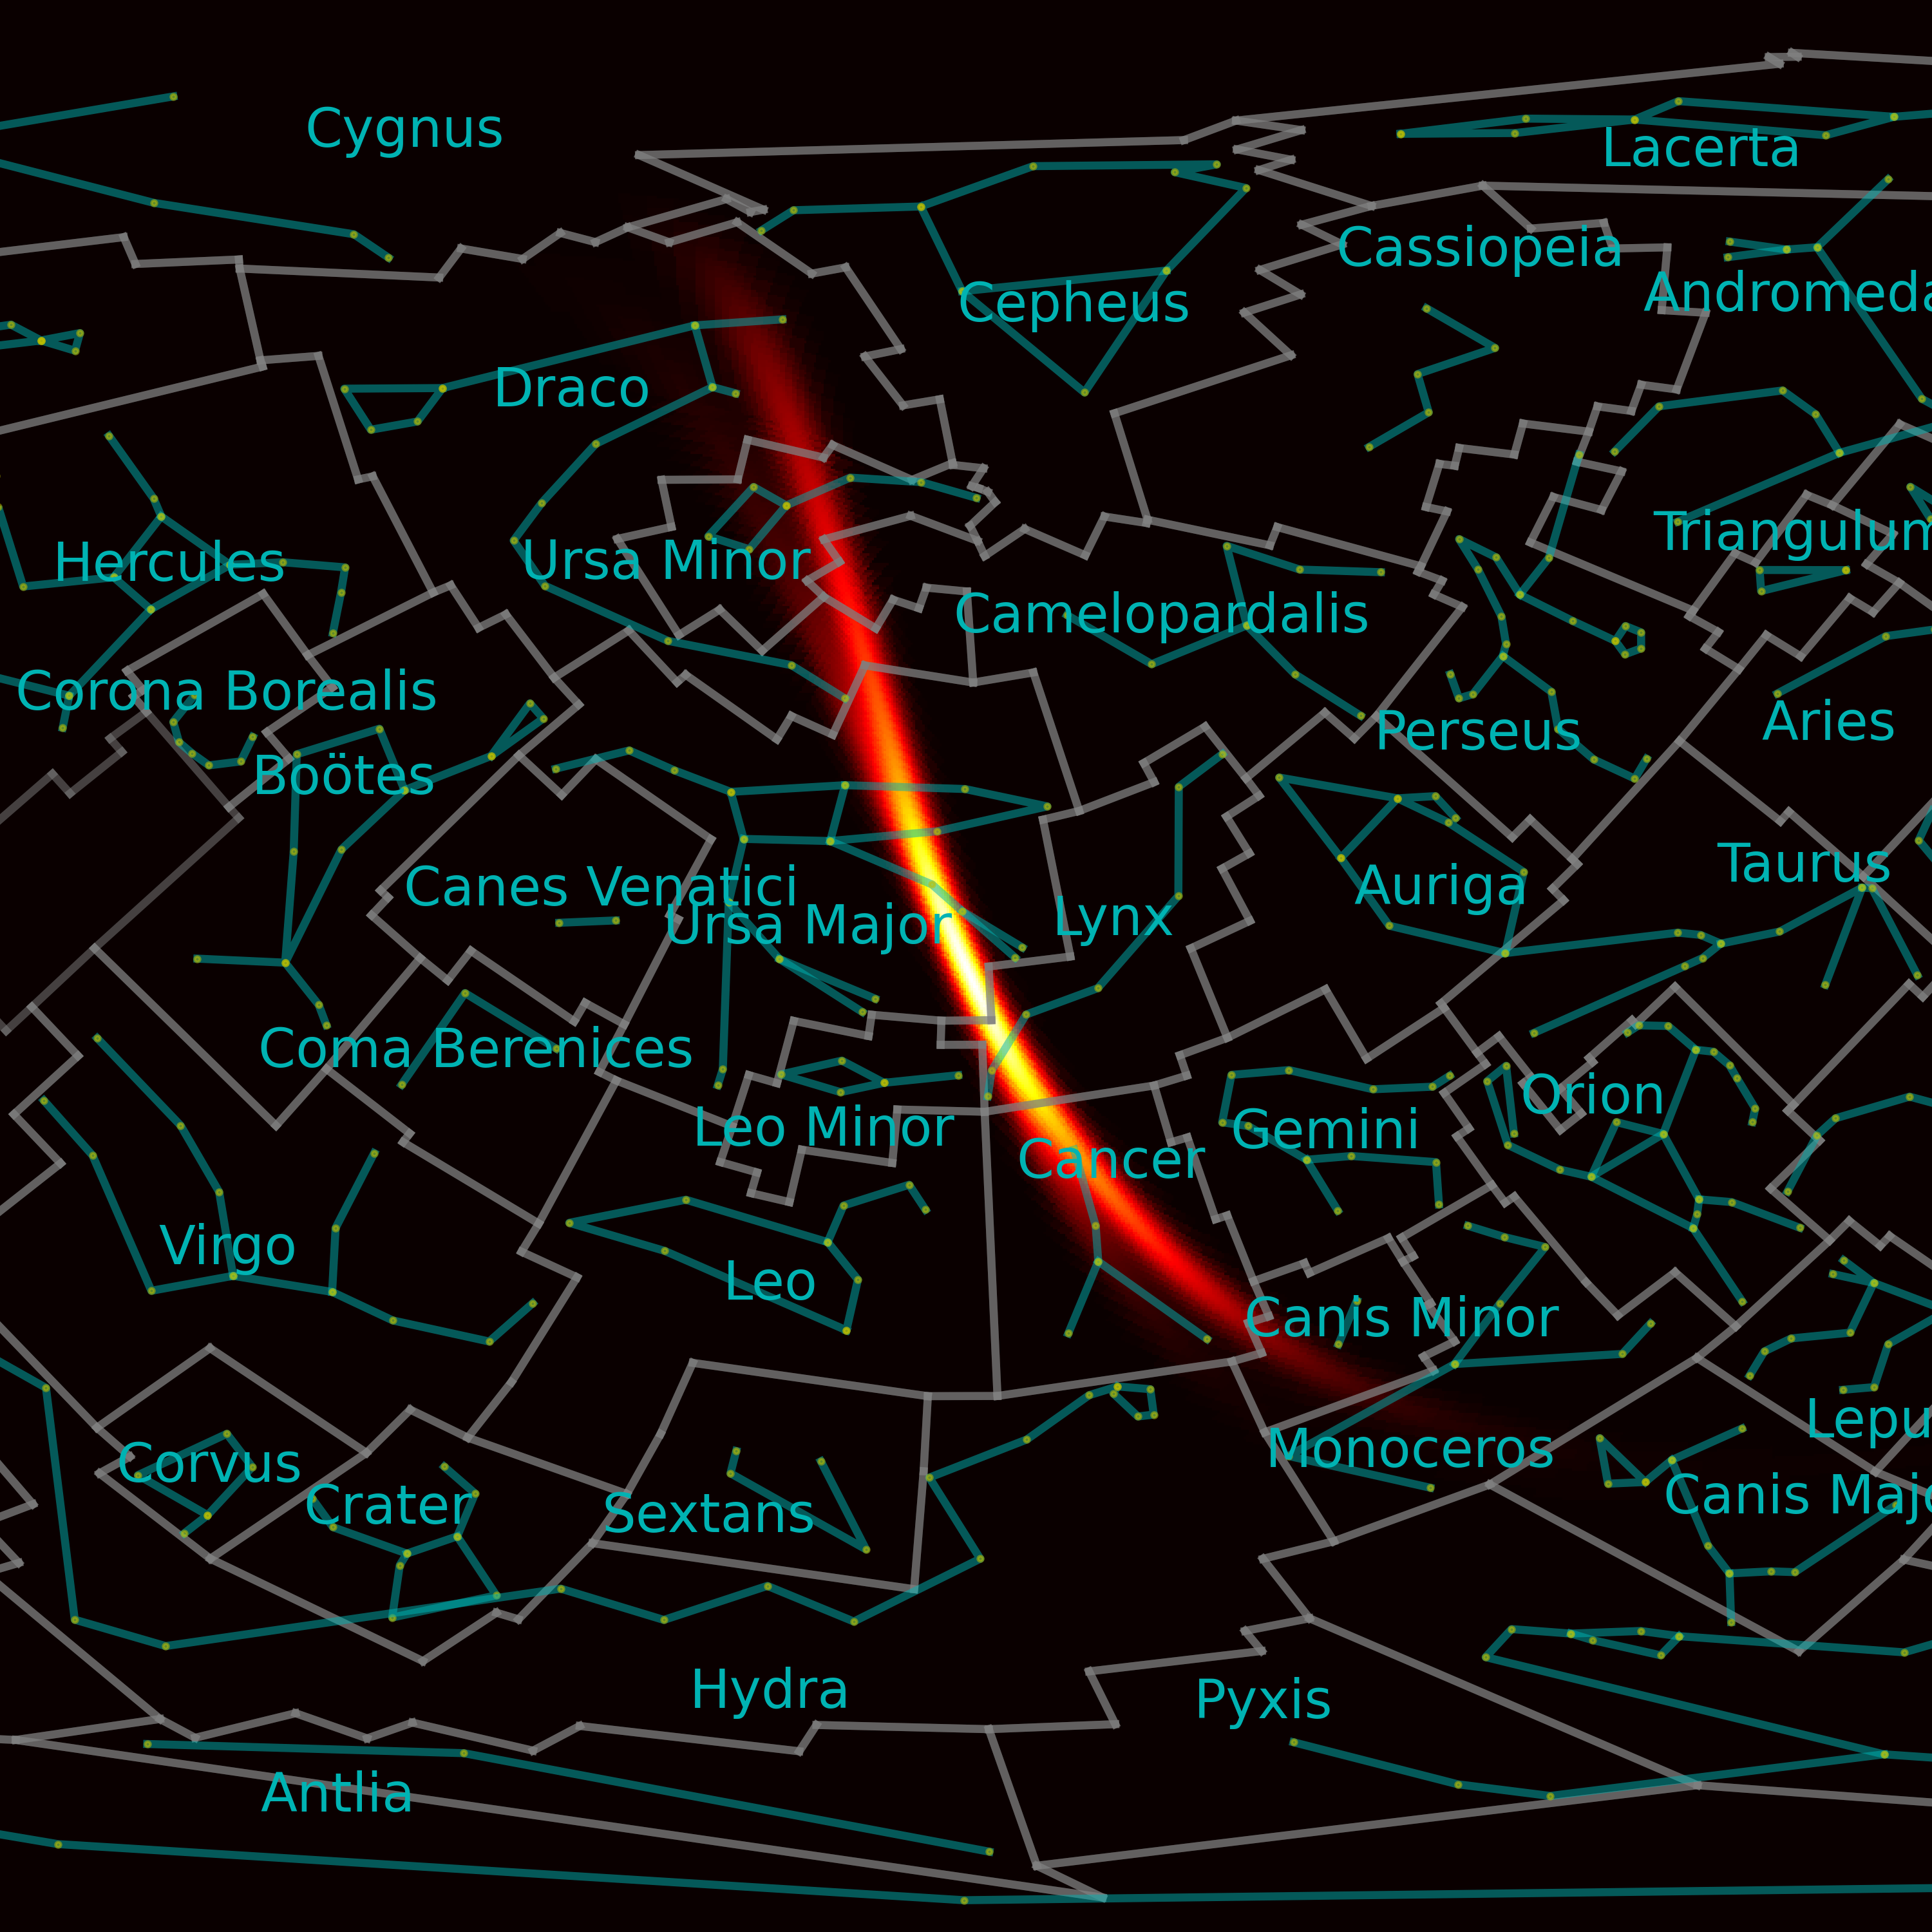 Cygnus
Lacerta
Cassiopeia
Andromeda
Cepheus
Draco
Triangulum
Hercules
Ursa Minor
Camelopardalis
Corona Borealis
Perseus
Aries
Boötes
Taurus
Canes Venatici
Auriga
Ursa Major
Lynx
Coma Berenices
Orion
Leo Minor
Gemini
Cancer
Virgo
Leo
Canis Minor
Lepu
Corvus
Monoceros
Crater
Canis Majo
Sextans
Hydra
Pyxis
Antlia